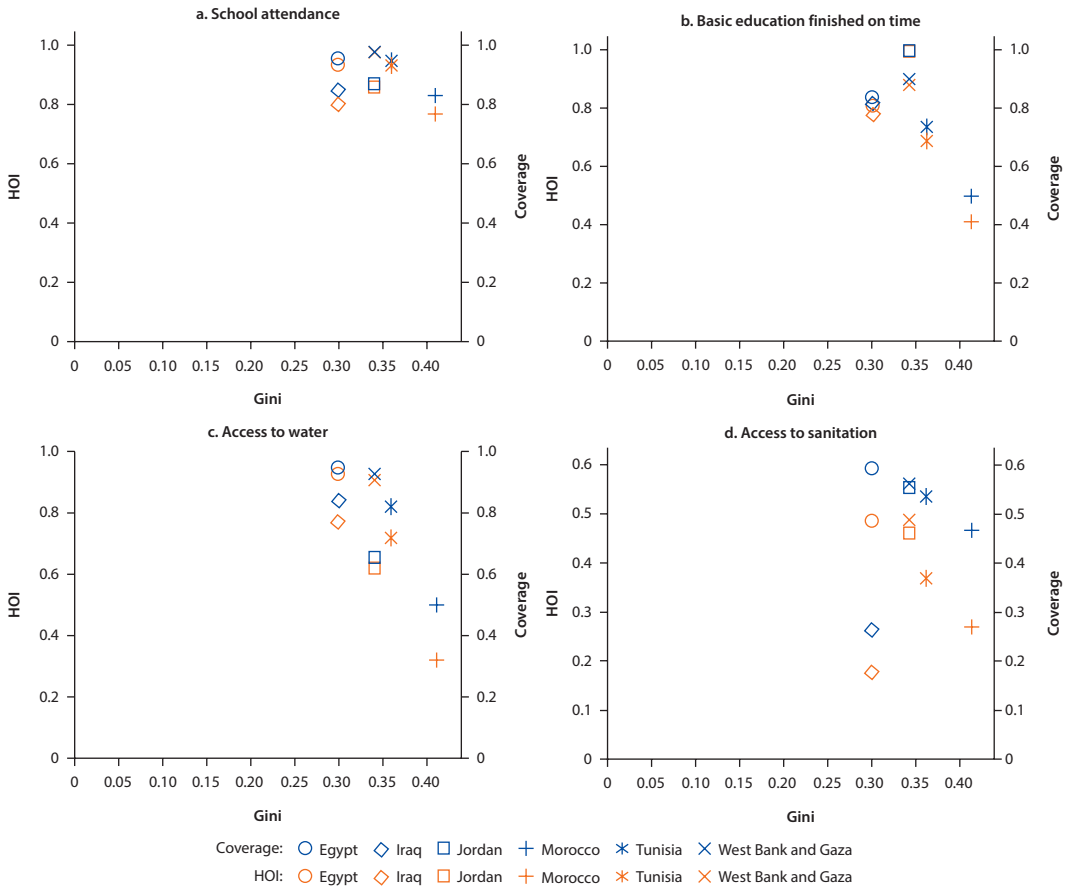 a. School attendance
1.0
0.8
0.6
0.4
0.2
0
HOI
1.0
0.8
0.6
0.4
0.2
0
Coverage
0 0.05 0.10 0.15 0.20 0.25 0.30 0.35 0.40
Gini
b. Basic education finished on time
1.0
0.8
0.6
0.4
0.2
0
HOI
1.0
0.8
0.6
0.4
0.2
0
Coverage
0 0.05 0.10 0.15 0.20 0.25 0.30 0.35 0.40
Gini
c. Access to water
1.0
0.8
0.6
0.4
0.2
0
HOI
1.0
0.8
0.6
0.4
0.2
0
Coverage
0 0.05 0.10 0.15 0.20 0.25 0.30 0.35 0.40
Gini
d. Access to sanitation
0.6
0.5
0.4
0.3
0.2
0.1
0
HOI
0.6
0.5
0.4
0.3
0.2
0.1
0
Coverage
0 0.05 0.10 0.15 0.20 0.25 0.30 0.35 0.40
Gini
Coverage: Egypt Iraq Jordan Morocco Tunisia West Bank and Gaza
HOI: Egypt Iraq Jordan Morocco Tunisia West Bank and Gaza